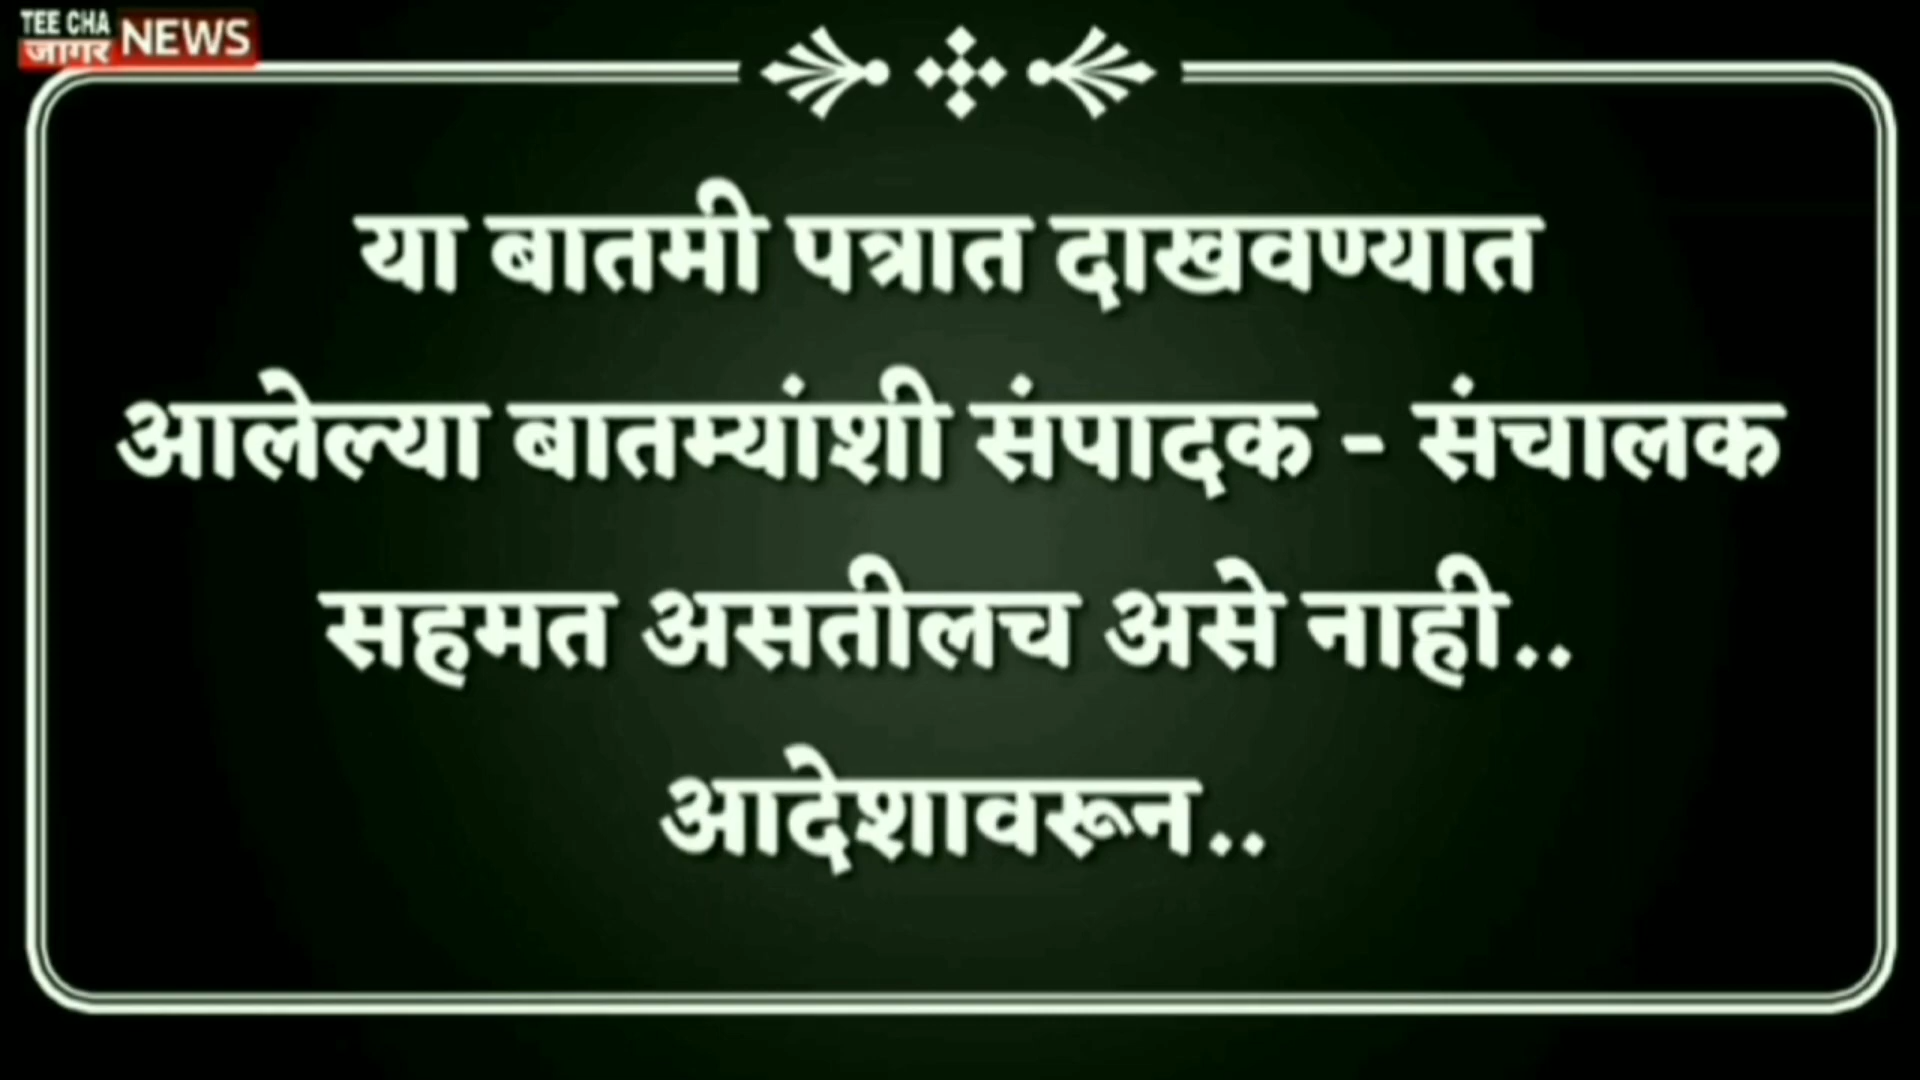 TEE CHA
जागर NEWS
या बातमी पत्रात दाखवण्यात
आलेल्या बातम्यांशी संपादक - संचालक
सहमत असतीलच असे नाही..
आदेशावरून..